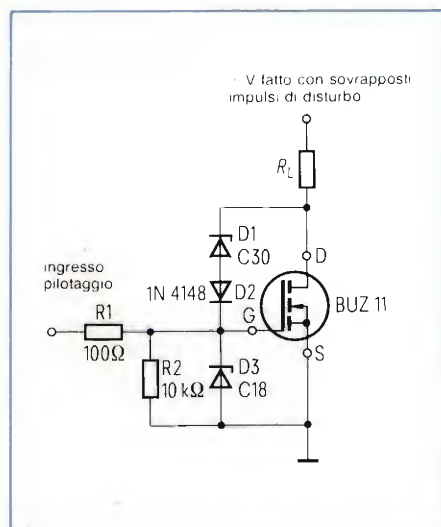 V fatto con sovrapposti
impulsi di disturbo
R_L
D1
C30
D
ingresso
pilotaggio
1N 4148
D2
BUZ 11
G
R1
100Ω
S
R2
10 kΩ
D3
C18